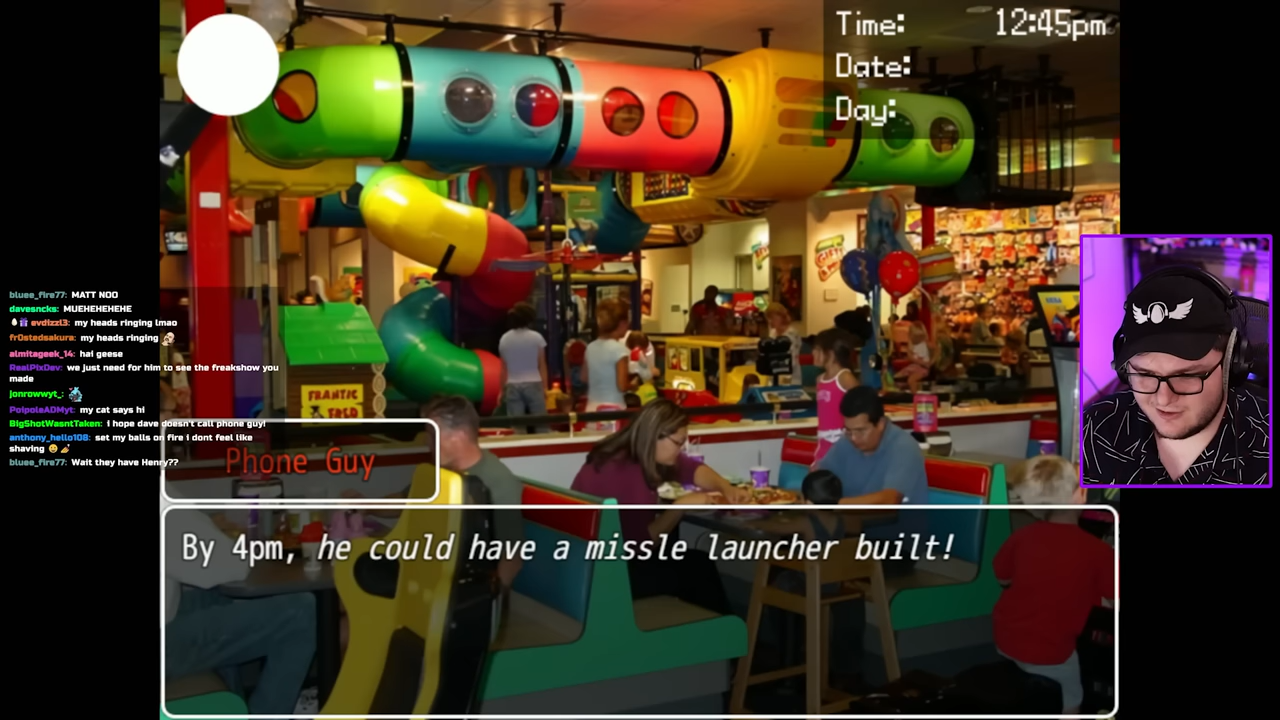 Time: 12:45pm
Date:
Day:
bluee_fire77: MATT NOO
davesncks: MUEHEHEHEHE
evdizzl3: my heads ringing lmao
fr0stedsakura: my heads ringing
almitageek_14: hai geese
RealPixDev: we just need for him to see the freakshow you
made
jonrowwyt_:
PoipoleADMyt: my cat says hi
BigShotWasntTaken: i hope dave doesn't call phone guy!
anthony_hello108: set my balls on fire i dont feel like
shaving
bluee_fire77: Wait they have Henry??
FRANTIC
Phone Guy
By 4pm, he could have a missle launcher built!